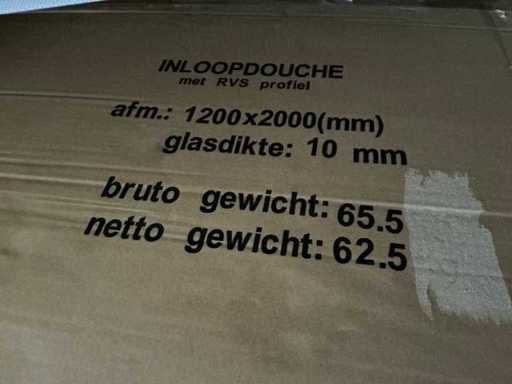 INLOOPDOUCHE
met RVS profiel
afm.: 1200x2000(mm)
glasdikte: 10 mm
bruto gewicht: 65.5
netto gewicht: 62.5